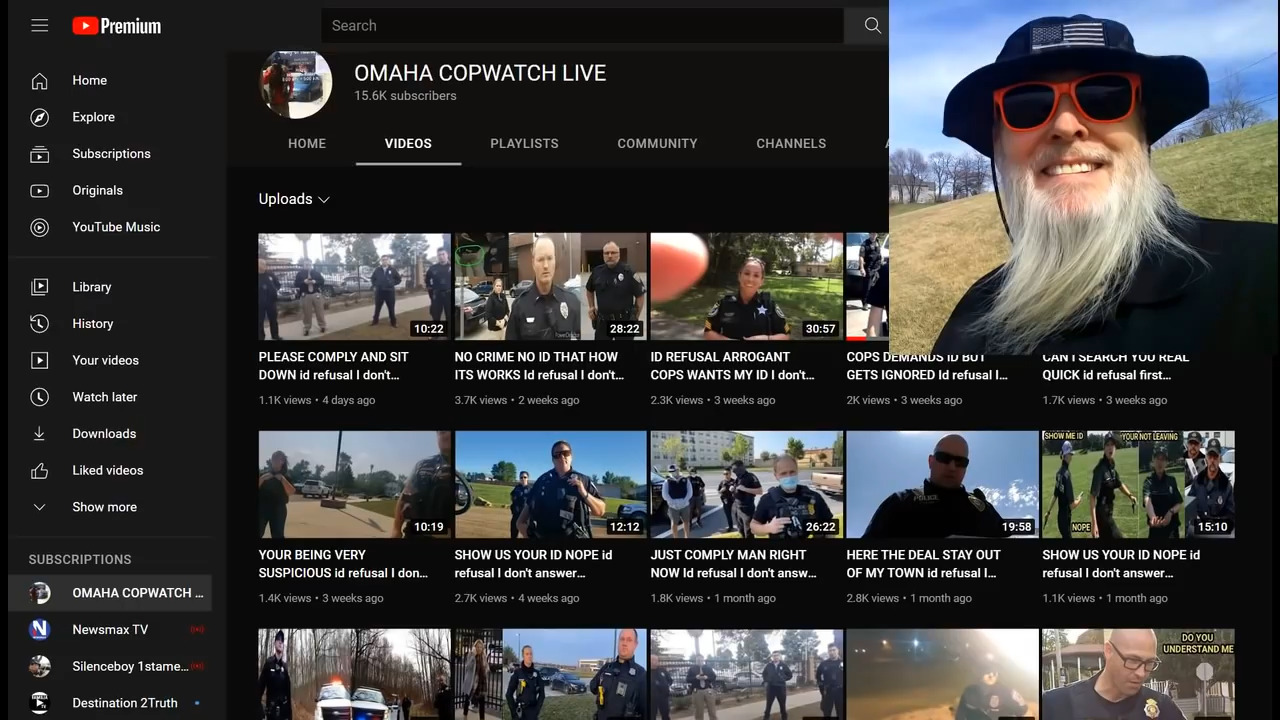 Premium
Search
Home
Explore
Subscriptions
Originals
YouTube Music
Library
History
Your videos
Watch later
Downloads
Liked videos
Show more
SUBSCRIPTIONS
OMAHA COPWATCH ...
Newsmax TV
Silenceboy 1stame...
Destination 2Truth
OMAHA COPWATCH LIVE
15.6K subscribers
HOME
VIDEOS
PLAYLISTS
COMMUNITY
CHANNELS
Uploads
10:22
28:22
30:57
PLEASE COMPLY AND SIT
DOWN id refusal I don't...
1.1K views • 4 days ago
NO CRIME NO ID THAT HOW
ITS WORKS Id refusal I don't...
3.7K views • 2 weeks ago
ID REFUSAL ARROGANT
COPS WANTS MY ID I don't...
2.3K views • 3 weeks ago
COPS DEMANDS ID BUT
GETS IGNORED Id refusal I...
2K views • 3 weeks ago
CAN I SEARCH YOU REAL
QUICK id refusal first...
1.7K views • 3 weeks ago
10:19
12:12
26:22
POLICE
19:58
SHOW ME ID
YOUR NOT LEAVING
NOPE
15:10
YOUR BEING VERY
SUSPICIOUS id refusal I don...
1.4K views • 3 weeks ago
SHOW US YOUR ID NOPE id
refusal I don't answer...
2.7K views • 4 weeks ago
JUST COMPLY MAN RIGHT
NOW Id refusal I don't answ...
1.8K views • 1 month ago
HERE THE DEAL STAY OUT
OF MY TOWN id refusal I...
2.8K views • 1 month ago
SHOW US YOUR ID NOPE id
refusal I don't answer...
1.1K views • 1 month ago
DO YOU
UNDERSTAND ME